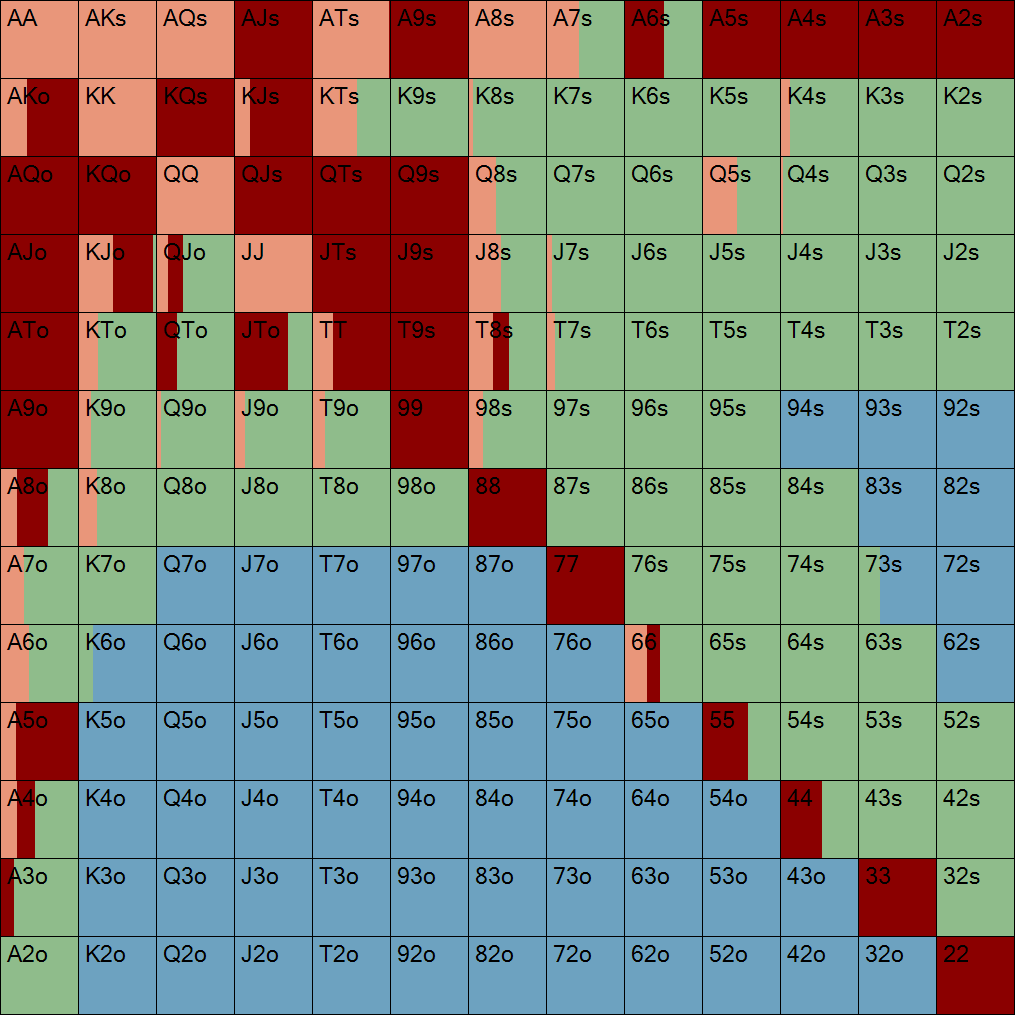 AA AKs AQs AJs ATs A9s A8s A7s A6s A5s A4s A3s A2s
AKo KK KQs KJs KTs K9s K8s K7s K6s K5s K4s K3s K2s
AQo KQo QQ QJs QTs Q9s Q8s Q7s Q6s Q5s Q4s Q3s Q2s
AJo KJo QJo JJ JTs J9s J8s J7s J6s J5s J4s J3s J2s
ATo KTo QTo JTo TT T9s T8s T7s T6s T5s T4s T3s T2s
A9o K9o Q9o J9o T9o 99 98s 97s 96s 95s 94s 93s 92s
A8o K8o Q8o J8o T8o 98o 88 87s 86s 85s 84s 83s 82s
A7o K7o Q7o J7o T7o 97o 87o 77 76s 75s 74s 73s 72s
A6o K6o Q6o J6o T6o 96o 86o 76o 66 65s 64s 63s 62s
A5o K5o Q5o J5o T5o 95o 85o 75o 65o 55 54s 53s 52s
A4o K4o Q4o J4o T4o 94o 84o 74o 64o 54o 44 43s 42s
A3o K3o Q3o J3o T3o 93o 83o 73o 63o 53o 43o 33 32s
A2o K2o Q2o J2o T2o 92o 82o 72o 62o 52o 42o 32o 22